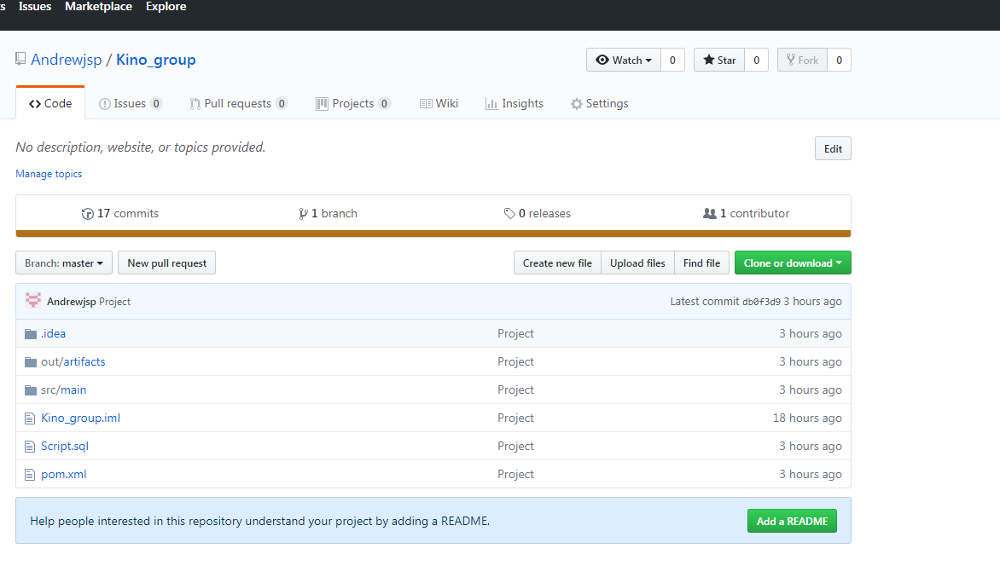 s Issues Marketplace Explore
Andrewjsp / Kino_group Watch 0 Star 0 Fork 0
Code Issues 0 Pull requests 0 Projects 0 Wiki Insights Settings
No description, website, or topics provided. Edit
Manage topics
17 commits 1 branch 0 releases 1 contributor
Branch: master New pull request Create new file Upload files Find file Clone or download
Andrewjsp Project Latest commit db0f3d9 3 hours ago
.idea Project 3 hours ago
out/artifacts Project 3 hours ago
src/main Project 3 hours ago
Kino_group.iml Project 18 hours ago
Script.sql Project 3 hours ago
pom.xml Project 3 hours ago
Help people interested in this repository understand your project by adding a README. Add a README